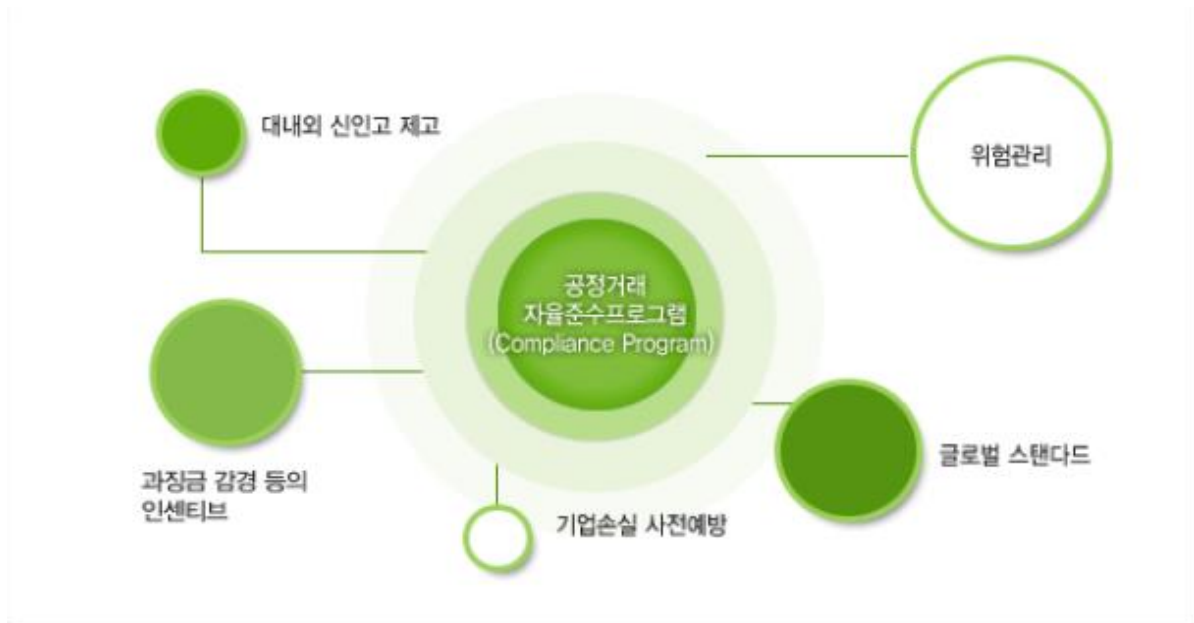 대내외 신인고 제고
위험관리
공정거래
자율준수프로그램
(Compliance Program)
글로벌 스탠다드
과징금 감경 등의
인센티브
기업손실 사전예방